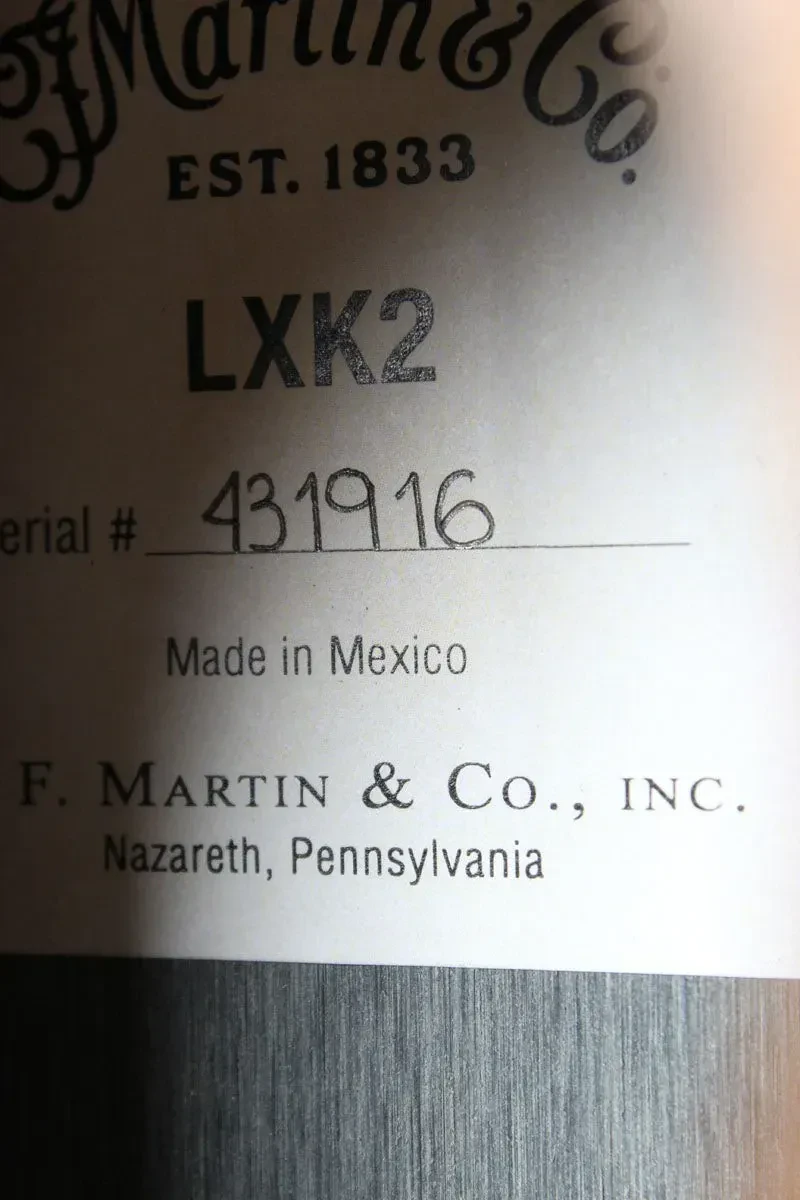 Martin & Co.
EST. 1833
LXK2
erial # 431916
Made in Mexico
F. MARTIN & CO., INC.
Nazareth, Pennsylvania